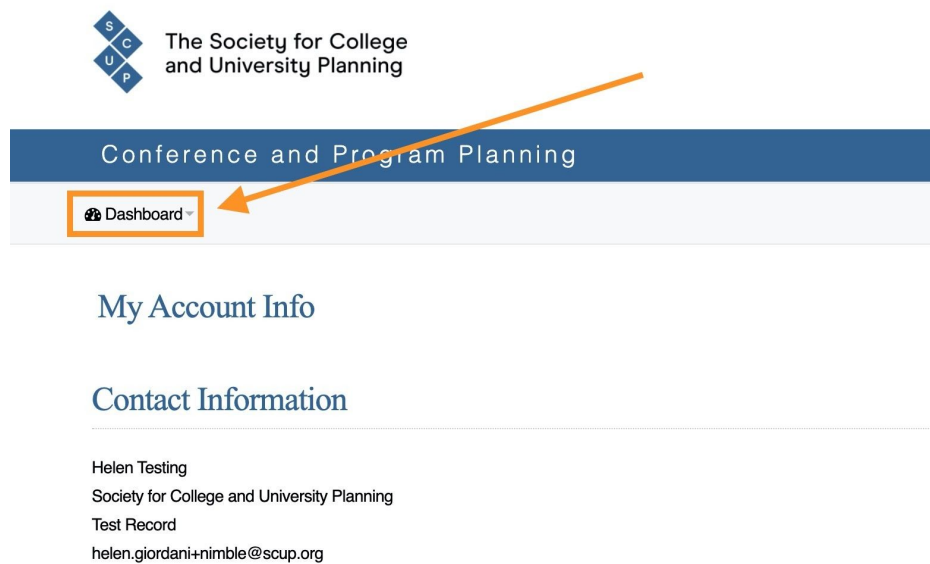 S
C
U
P
The Society for College
and University Planning
Conference and Program Planning
Dashboard
My Account Info
Contact Information
Helen Testing
Society for College and University Planning
Test Record
helen.giordani+nimble@scup.org